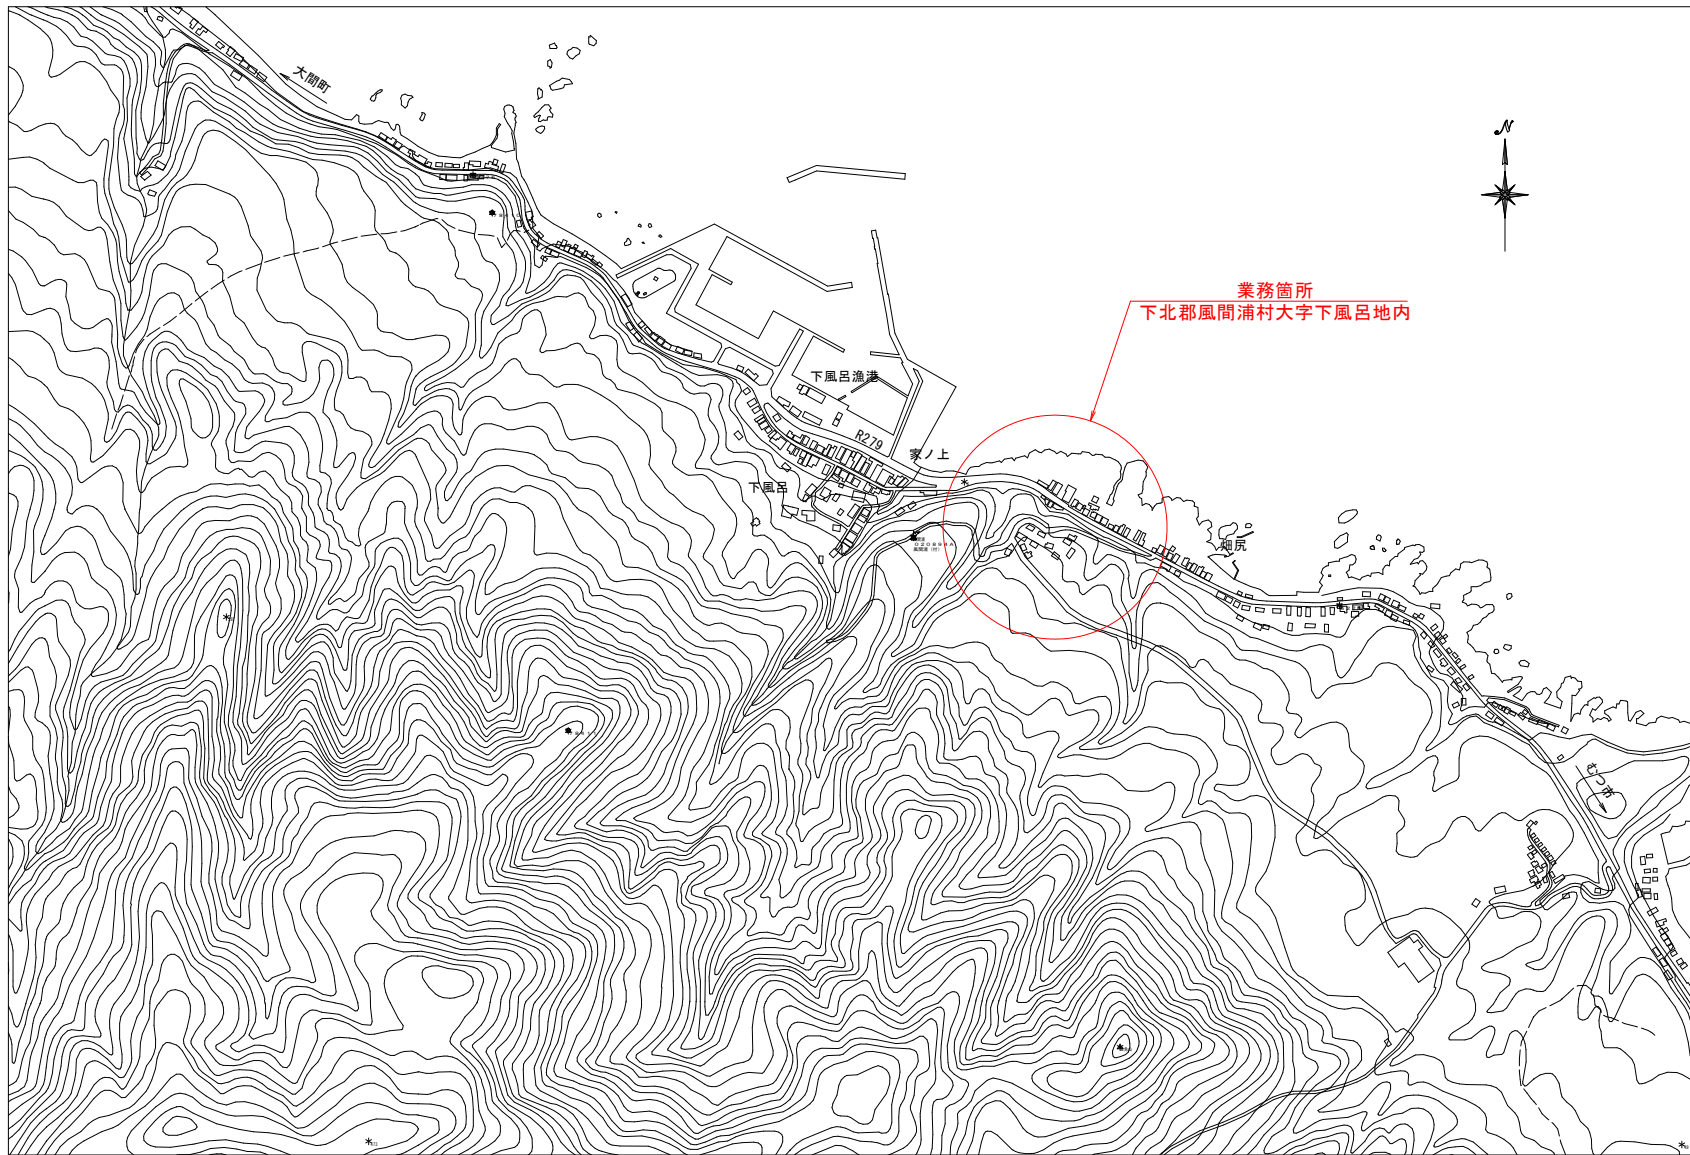 大間町
N
業務箇所
下北郡風間浦村大字下風呂地内
下風呂漁港
R279
家ノ上
下風呂
畑尻
むつ市